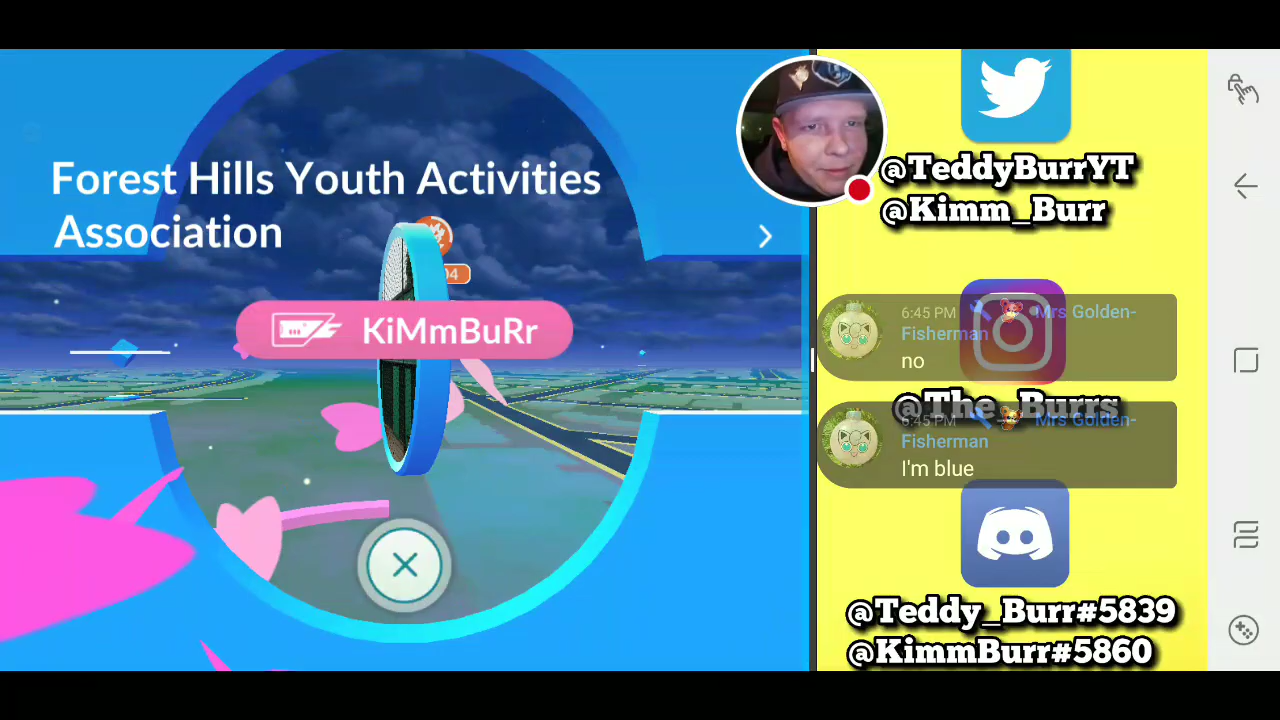 Forest Hills Youth Activities
Association
04
KiMmBuRr
@TeddyBurrYT
@Kimm_Burr
6:45 PM Mrs Golden-
Fisherman
no
@The_Burrs
6:45 PM Mrs Golden-
Fisherman
I'm blue
@Teddy_Burr#5839
@KimmBurr#5860